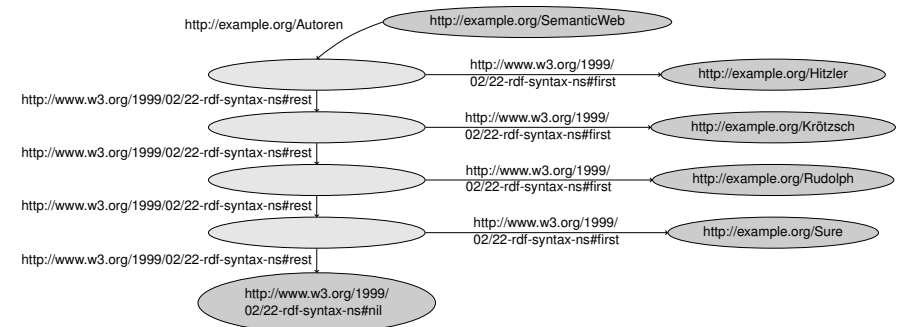 http://example.org/Autoren
http://example.org/SemanticWeb
http://www.w3.org/1999/
02/22-rdf-syntax-ns#first
http://example.org/Hitzler
http://www.w3.org/1999/02/22-rdf-syntax-ns#rest
http://www.w3.org/1999/
02/22-rdf-syntax-ns#first
http://example.org/Krötzsch
http://www.w3.org/1999/02/22-rdf-syntax-ns#rest
http://www.w3.org/1999/
02/22-rdf-syntax-ns#first
http://example.org/Rudolph
http://www.w3.org/1999/02/22-rdf-syntax-ns#rest
http://www.w3.org/1999/
02/22-rdf-syntax-ns#first
http://example.org/Sure
http://www.w3.org/1999/02/22-rdf-syntax-ns#rest
http://www.w3.org/1999/
02/22-rdf-syntax-ns#nil